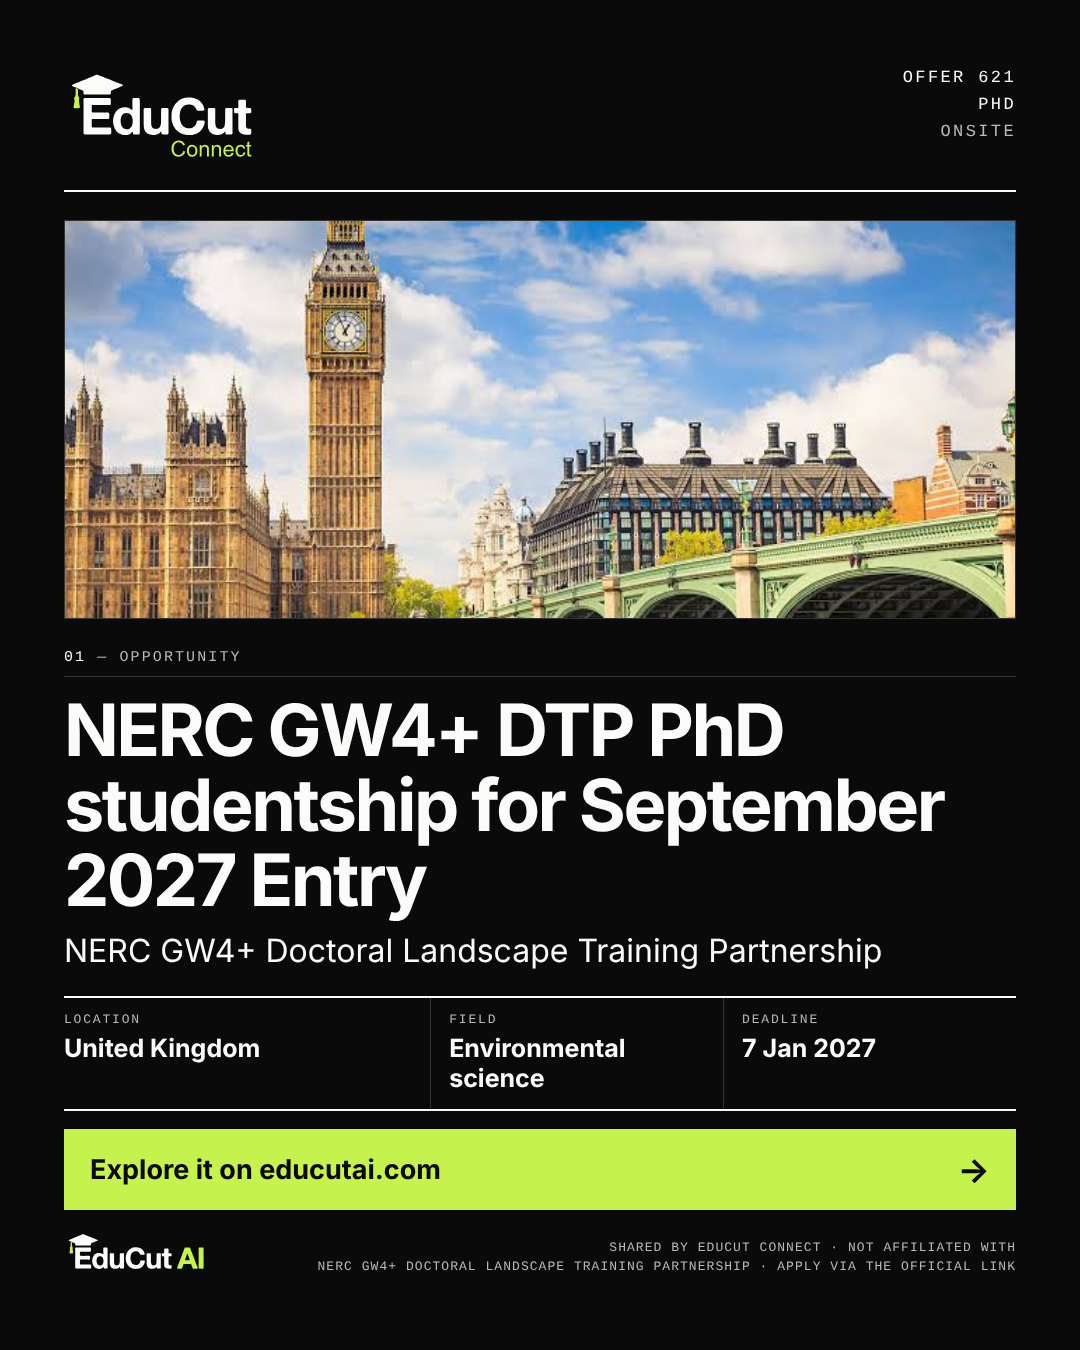 EduCut
Connect
OFFER 621
PHD
ONSITE
01 — OPPORTUNITY
NERC GW4+ DTP PhD
studentship for September
2027 Entry
NERC GW4+ Doctoral Landscape Training Partnership
LOCATION
United Kingdom
FIELD
Environmental
science
DEADLINE
7 Jan 2027
Explore it on educutai.com →
EduCut AI
SHARED BY EDUCUT CONNECT · NOT AFFILIATED WITH
NERC GW4+ DOCTORAL LANDSCAPE TRAINING PARTNERSHIP · APPLY VIA THE OFFICIAL LINK